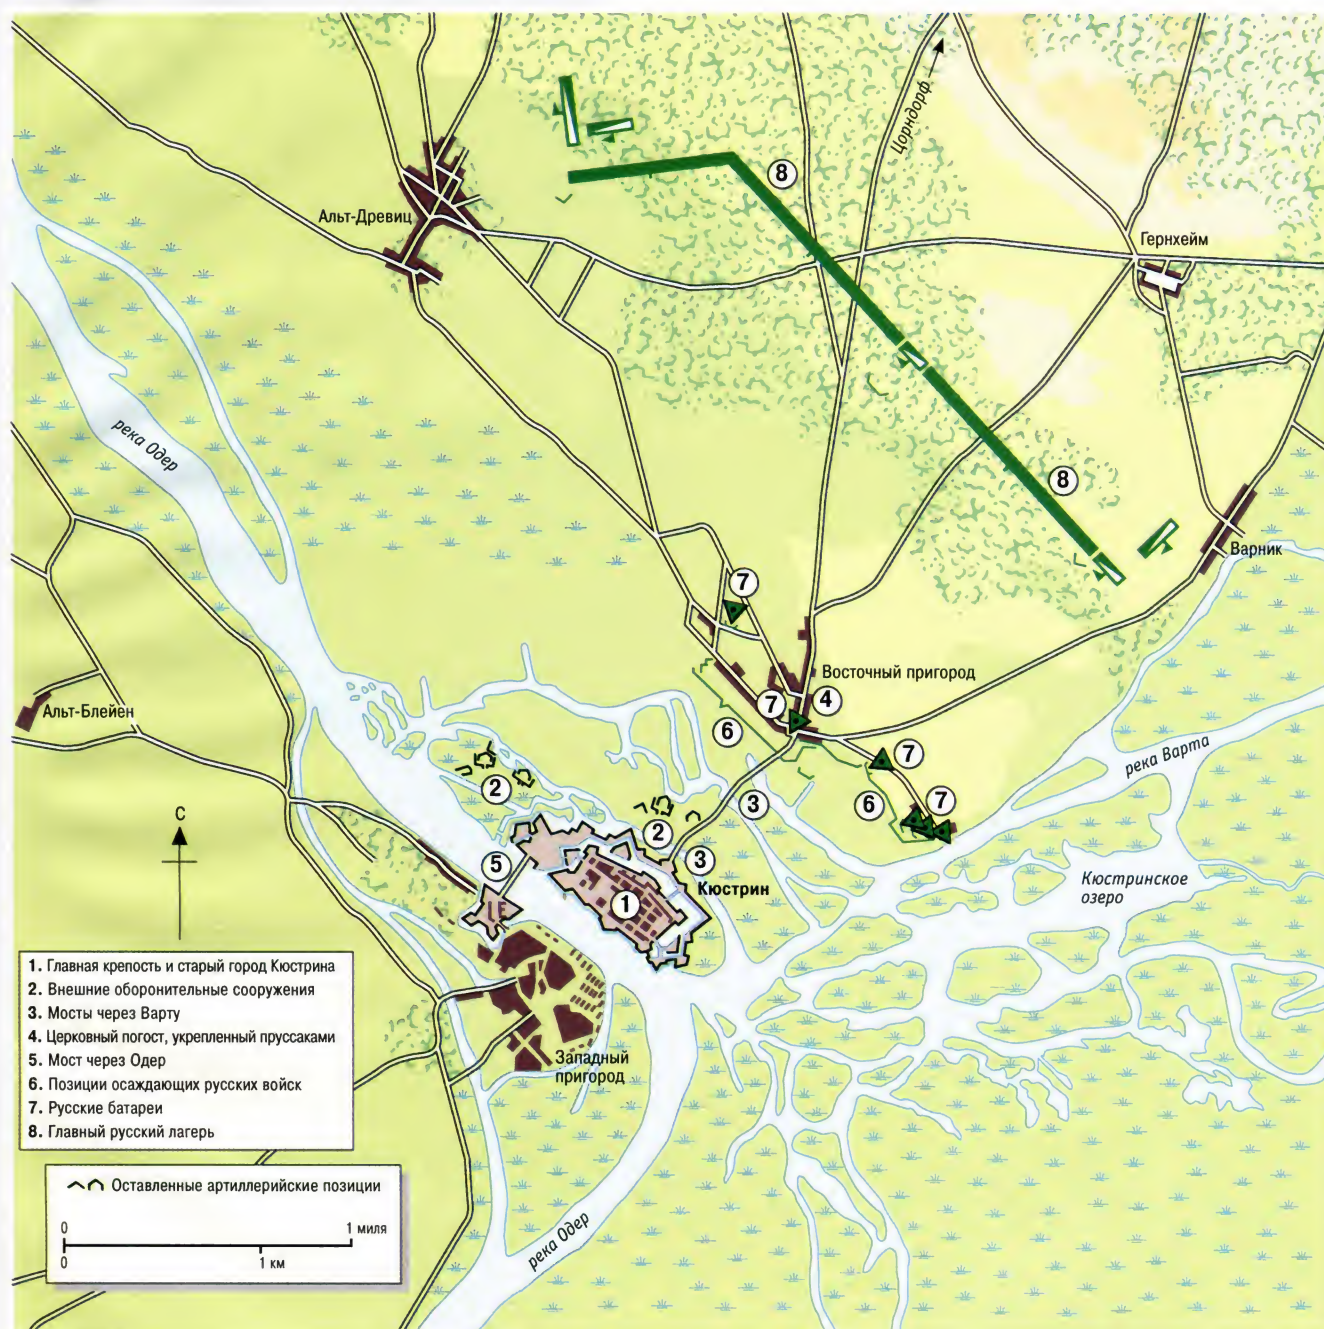 Цорндорф
8
Альт-Древиц
Гернхейм
река Одер
8
Варник
7
Восточный пригород
7
4
Альт-Блейен
6
7
река Варта
2
3
6
7
С
2
5
3
Кюстринское
озеро
Кюстрин
1
1. Главная крепость и старый город Кюстрина
2. Внешние оборонительные сооружения
3. Мосты через Варту
4. Церковный погост, укрепленный пруссаками
5. Мост через Одер
6. Позиции осаждающих русских войск
7. Русские батареи
8. Главный русский лагерь
Западный
пригород
Оставленные артиллерийские позиции
0
1 миля
0
1 км
река Одер